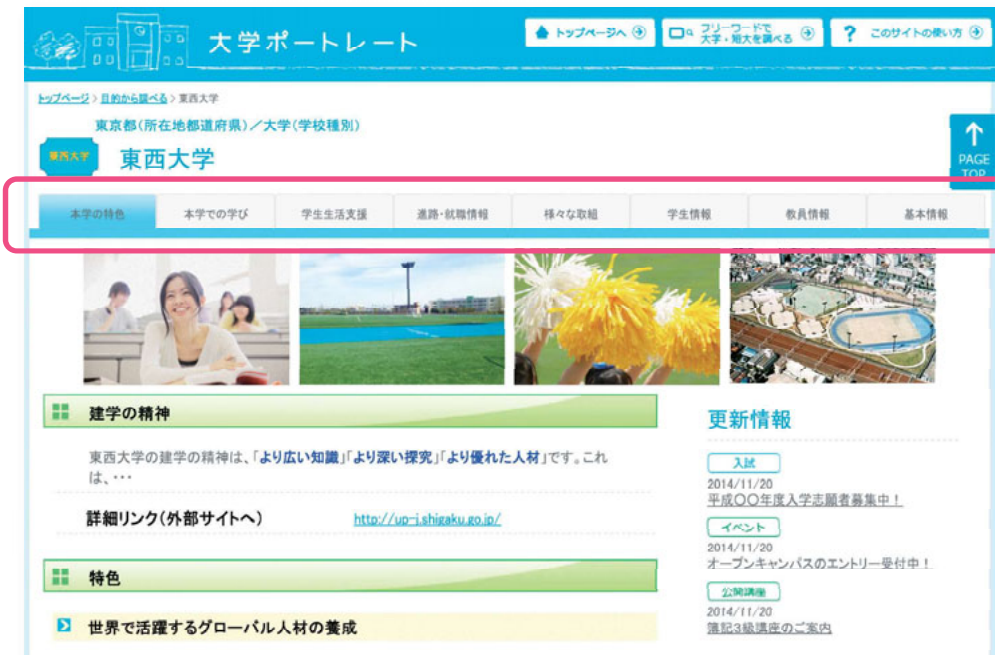 大学ポートレート
トップページへ
フリーワードで
大学・短大を調べる
? このサイトの使い方
トップページ > 目的から調べる > 東西大学
東京都(所在地都道府県)/大学(学校種別)
東西大学
東西大学
PAGE
TOP
本学の特色
本学での学び
学生生活支援
進路・就職情報
様々な取組
学生情報
教員情報
基本情報
建学の精神
東西大学の建学の精神は、「より広い知識」「より深い探究」「より優れた人材」です。これ
は、・・・
詳細リンク(外部サイトへ) http://up-j.shigaku.go.jp/
特色
世界で活躍するグローバル人材の養成
更新情報
入試
2014/11/20
平成〇〇年度入学志願者募集中!
イベント
2014/11/20
オープンキャンパスのエントリー受付中!
公開講座
2014/11/20
簿記3級講座のご案内